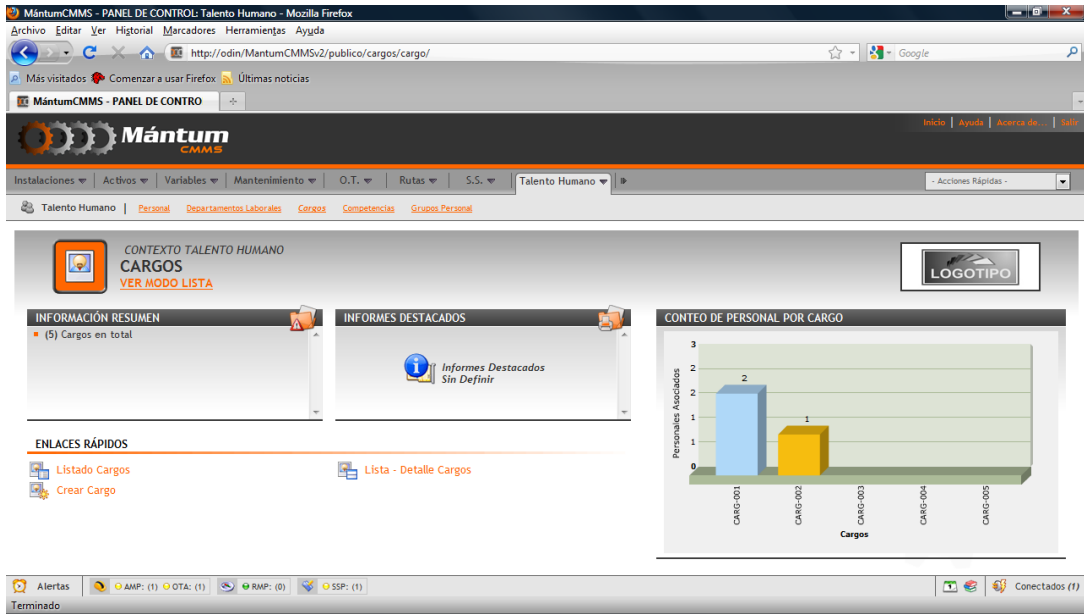 MántumCMMS - PANEL DE CONTROL: Talento Humano - Mozilla Firefox
Archivo Editar Ver Historial Marcadores Herramientas Ayuda
http://odin/MantumCMMSv2/publico/cargos/cargo/
Google
Más visitados Comenzar a usar Firefox Últimas noticias
MántumCMMS - PANEL DE CONTRO
Inicio | Ayuda | Acerca de... | Salir
Mántum
CMMS
Instalaciones Activos Variables Mantenimiento O.T. Rutas S.S. Talento Humano
- Acciones Rápidas -
Talento Humano | Personal Departamentos Laborales Cargos Competencias Grupos Personal
CONTEXTO TALENTO HUMANO
CARGOS
VER MODO LISTA
LOGOTIPO
INFORMACIÓN RESUMEN
(5) Cargos en total
INFORMES DESTACADOS
Informes Destacados
Sin Definir
CONTEO DE PERSONAL POR CARGO
Personales Asociados
3
2
2
1
1
0
2
1
CARG-001
CARG-002
CARG-003
CARG-004
CARG-005
Cargos
ENLACES RÁPIDOS
Listado Cargos
Lista - Detalle Cargos
Crear Cargo
Alertas AMP: (1) OTA: (1) RMP: (0) SSP: (1)
Conectados (1)
Terminado